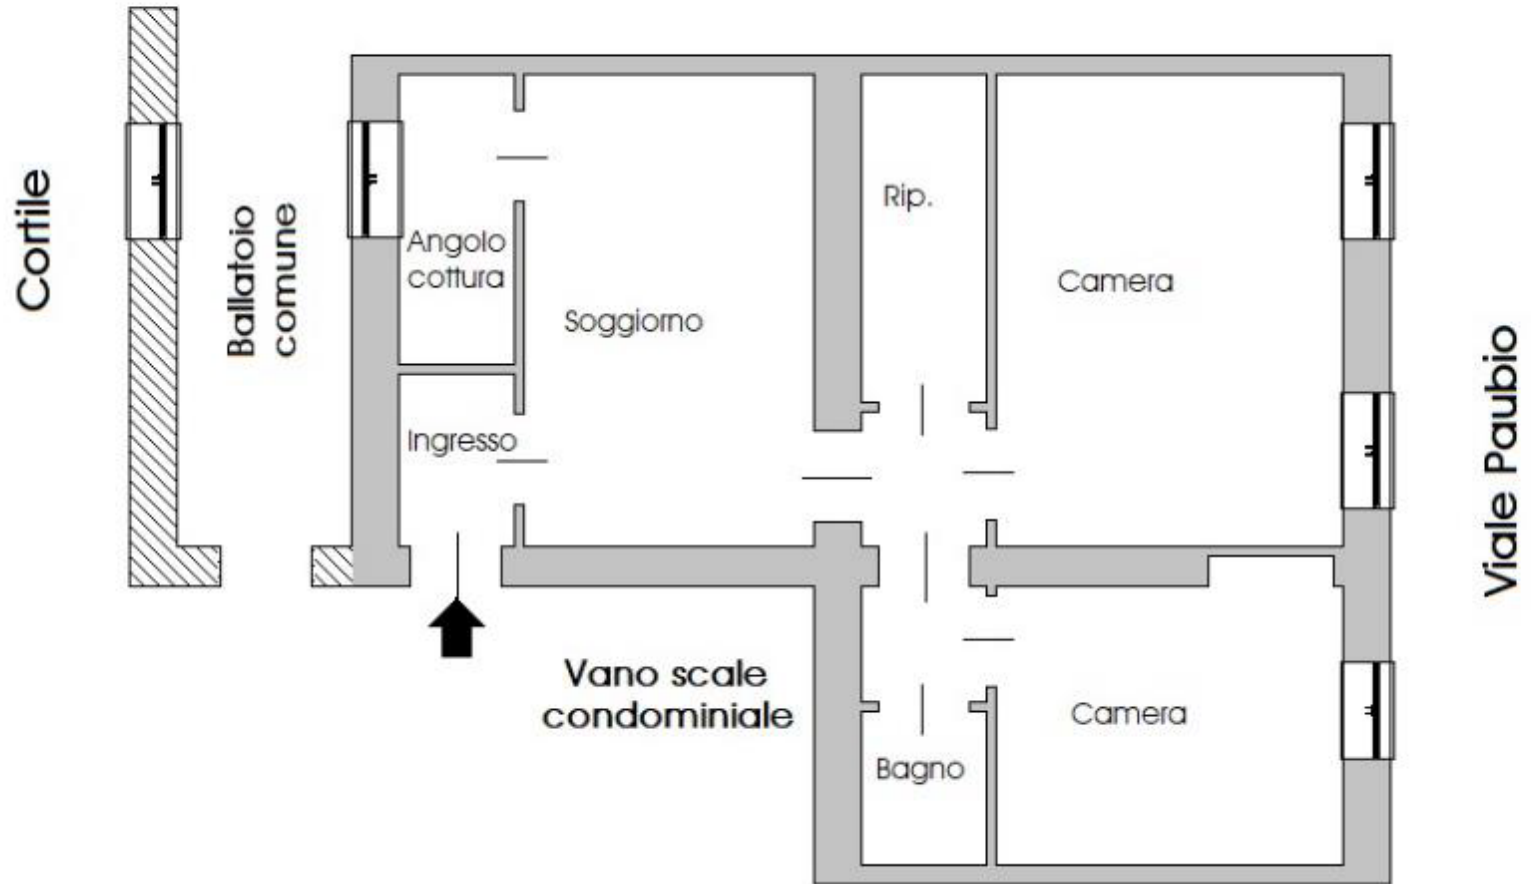 Cortile
Ballatoio
comune
Angolo
cottura
Ingresso
Soggiorno
Rip.
Camera
Viale Paubio
Vano scale
condominiale
Bagno
Camera